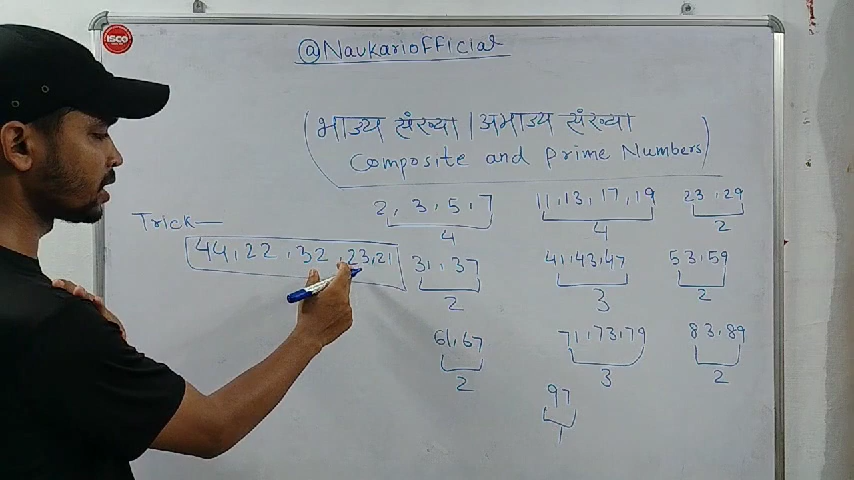 ISCO
@Naukariofficial
भाज्य संख्या | अभाज्य संख्या
Composite and Prime Numbers
Trick—
44, 22, 32, 23, 21
2, 3, 5, 7
4
11, 13, 17, 19
4
23, 29
2
31, 37
2
41, 43, 47
3
53, 59
2
61, 67
2
71, 73, 79
3
83, 89
2
97
1